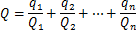 Q = q₁/Q₁ + q₂/Q₂ + ⋯ + qₙ/Qₙ